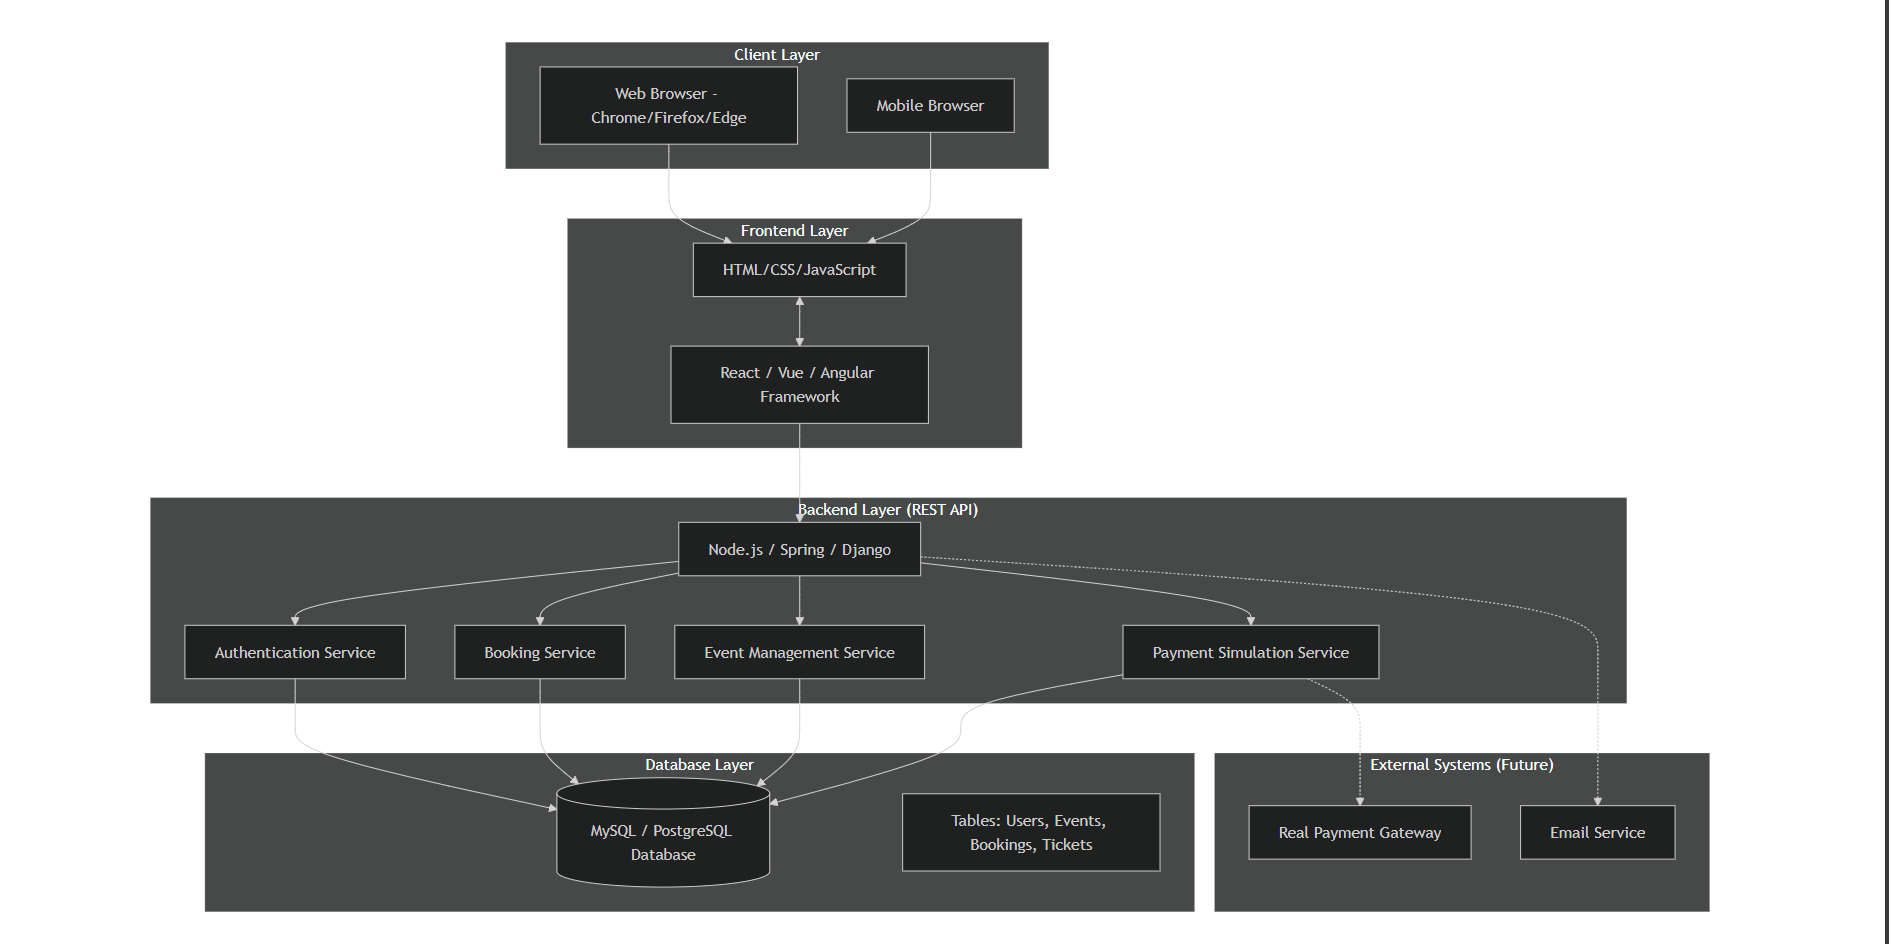 Client Layer
Web Browser -
Chrome/Firefox/Edge
Mobile Browser
Frontend Layer
HTML/CSS/JavaScript
React / Vue / Angular
Framework
Backend Layer (REST API)
Node.js / Spring / Django
Authentication Service
Booking Service
Event Management Service
Payment Simulation Service
Database Layer
MySQL / PostgreSQL
Database
Tables: Users, Events,
Bookings, Tickets
External Systems (Future)
Real Payment Gateway
Email Service